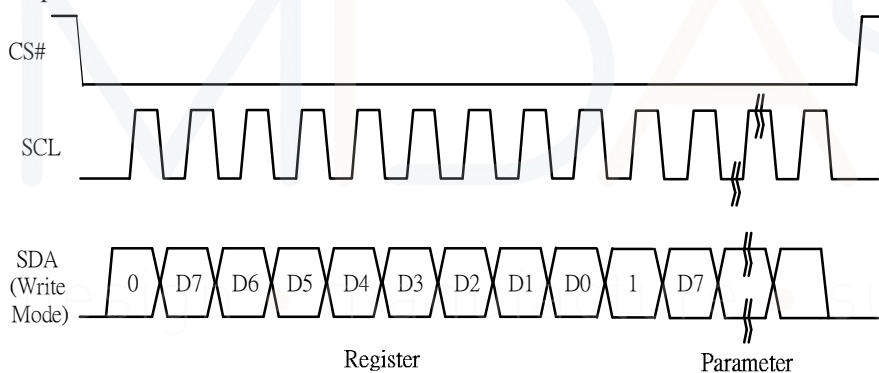 CS#
SCL
SDA
(Write
Mode)
0 D7 D6 D5 D4 D3 D2 D1 D0 1 D7
Register Parameter